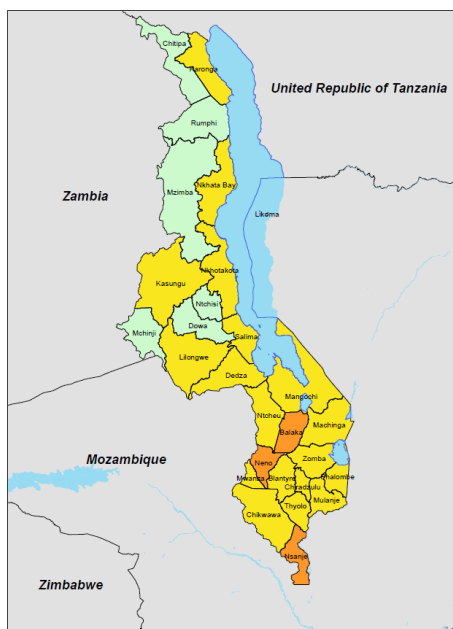 Chitipa
Karonga
United Republic of Tanzania
Rumphi
Mzimba
Nkhata Bay
Zambia
Likoma
Nkhotakota
Kasungu
Ntchisi
Dowa
Mchinji
Salima
Lilongwe
Dedza
Mangochi
Ntcheu
Machinga
Balaka
Mozambique
Zomba
Neno
Mwanza
Blantyre
Phalombe
Chiradzulu
Mulanje
Thyolo
Chikwawa
Nsanje
Zimbabwe